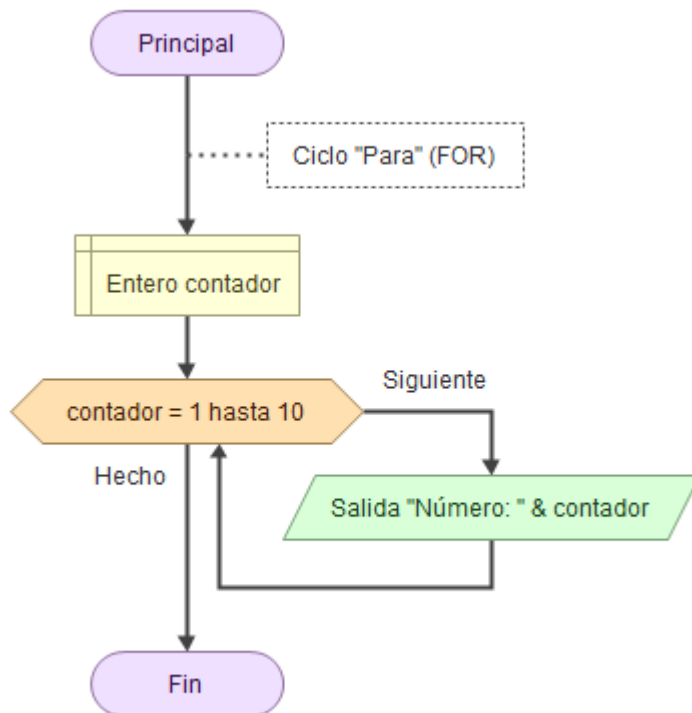 Principal
Ciclo "Para" (FOR)
Entero contador
contador = 1 hasta 10
Siguiente
Hecho
Salida "Número: " & contador
Fin